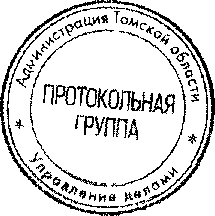 Администрация Томской области
ПРОТОКОЛЬНАЯ
ГРУППА
* Управление делами *